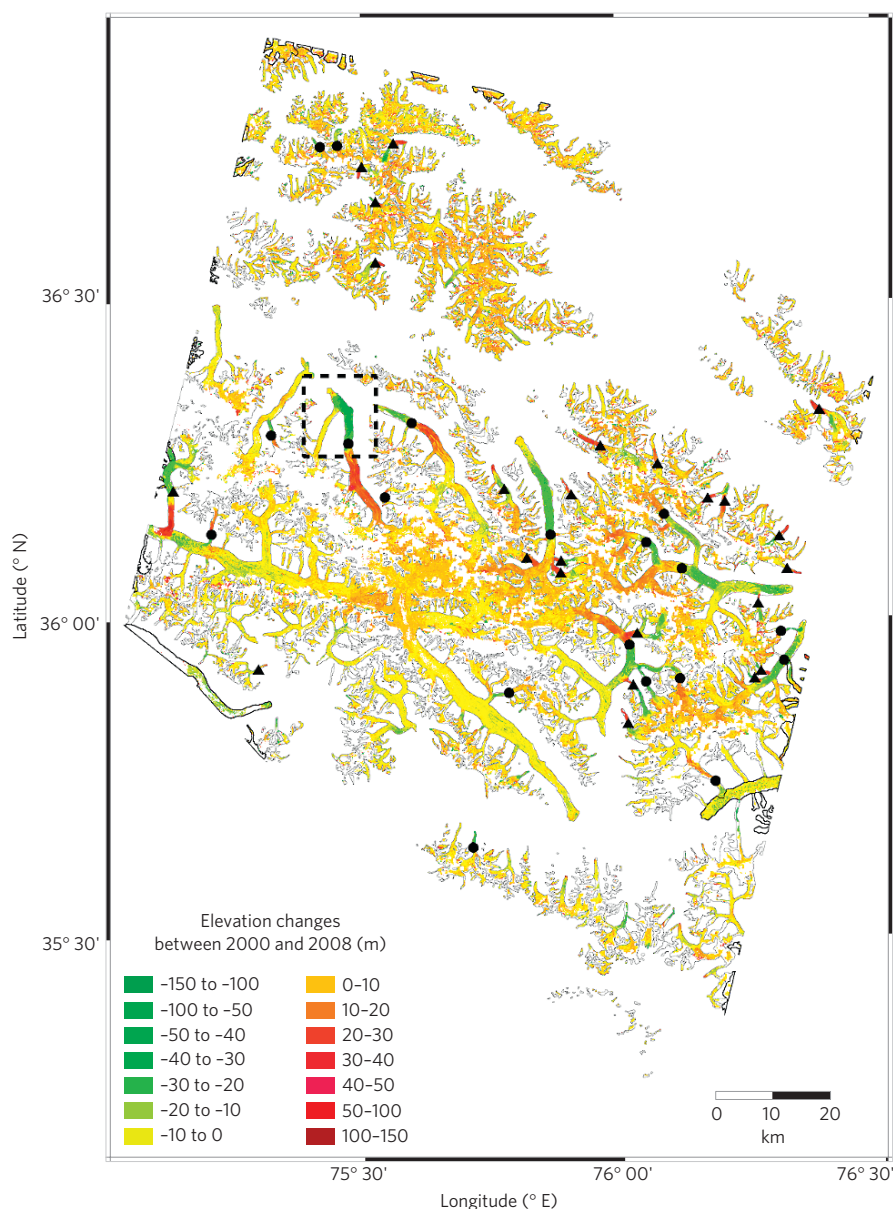 36° 30'
36° 00'
35° 30'
Latitude (° N)
Elevation changes
between 2000 and 2008 (m)
–150 to –100
–100 to –50
–50 to –40
–40 to –30
–30 to –20
–20 to –10
–10 to 0
0–10
10–20
20–30
30–40
40–50
50–100
100–150
0 10 20
km
75° 30' 76° 00' 76° 30'
Longitude (° E)